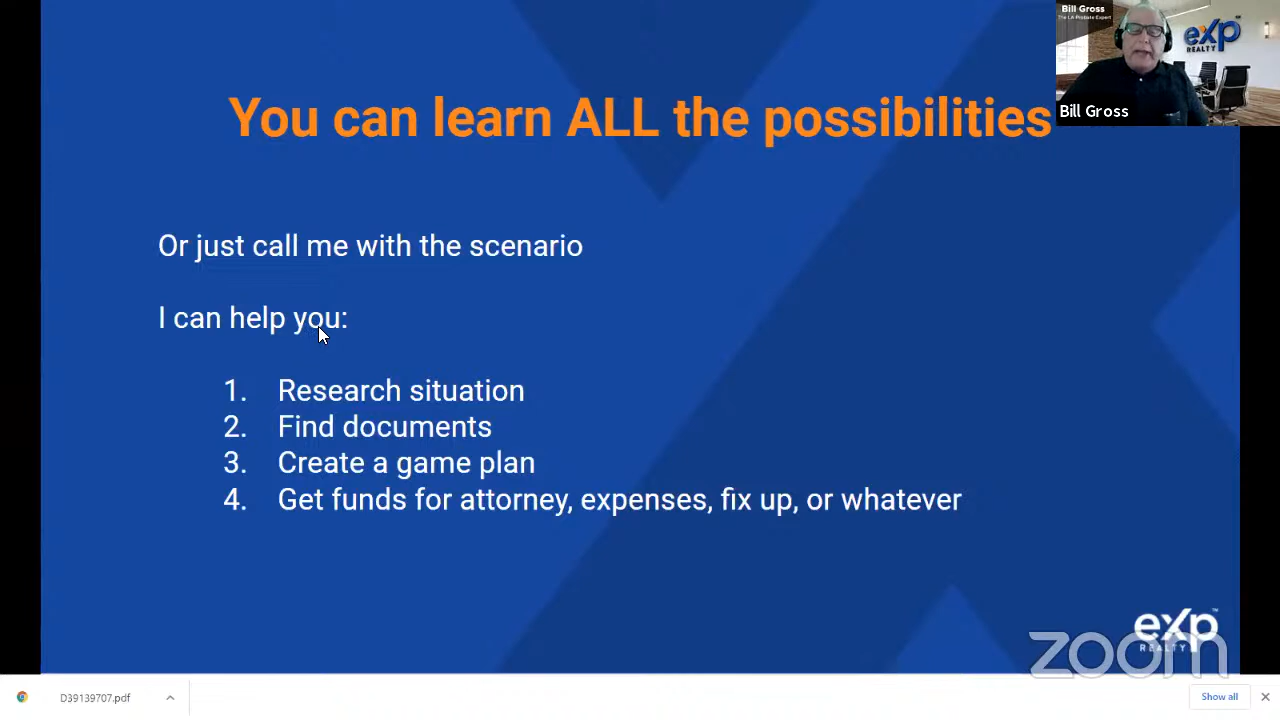 Bill Gross
The LA Probate Expert
exp
REALTY
Bill Gross
You can learn ALL the possibilities
Or just call me with the scenario
I can help you:
1. Research situation
2. Find documents
3. Create a game plan
4. Get funds for attorney, expenses, fix up, or whatever
exp™
REALTY
zoom
D39139707.pdf
Show all